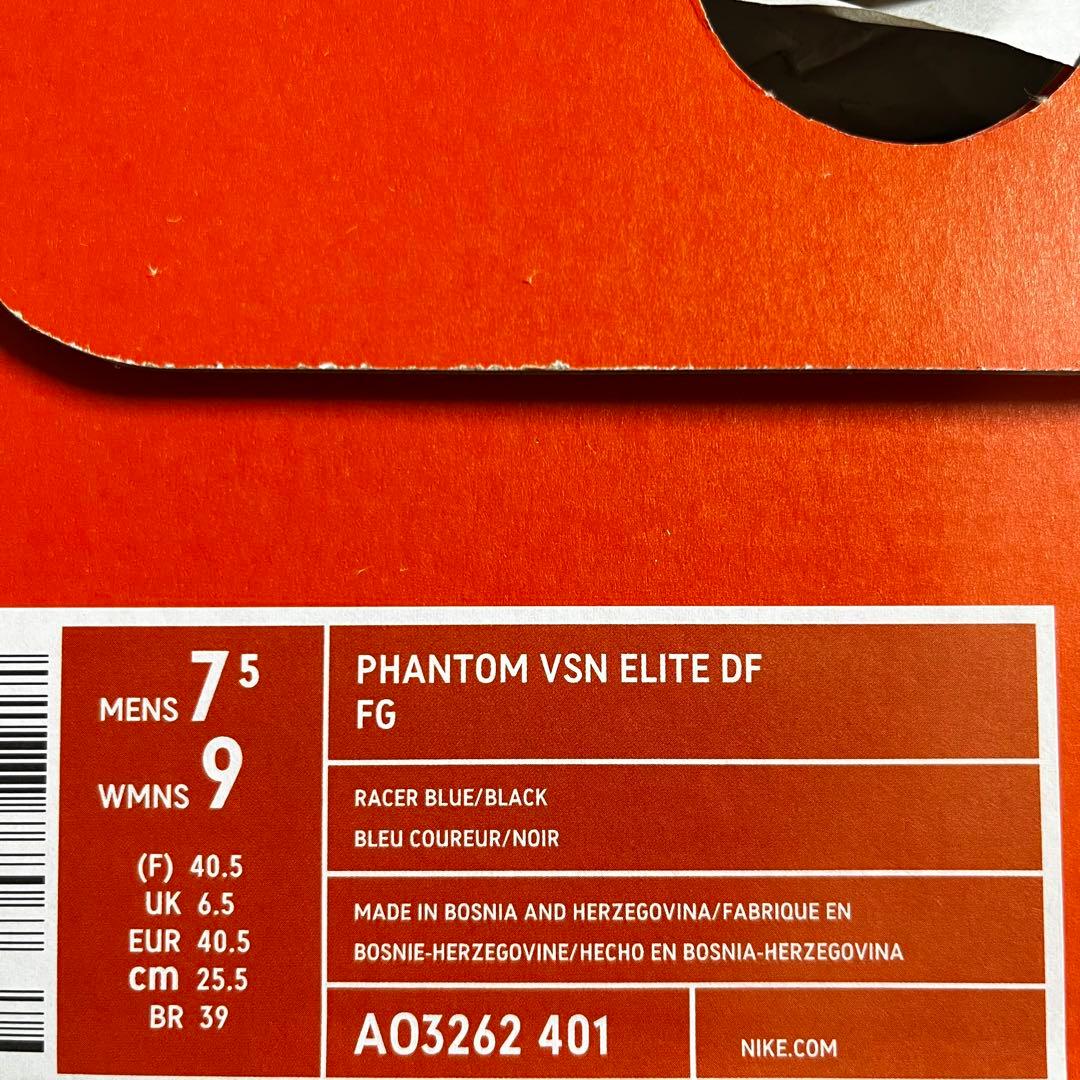 MENS 7 5
WMNS 9
(F) 40.5
UK 6.5
EUR 40.5
cm 25.5
BR 39
PHANTOM VSN ELITE DF
FG
RACER BLUE/BLACK
BLEU COUREUR/NOIR
MADE IN BOSNIA AND HERZEGOVINA/FABRIQUE EN
BOSNIE-HERZEGOVINE/HECHO EN BOSNIA-HERZEGOVINA
AO3262 401
NIKE.COM